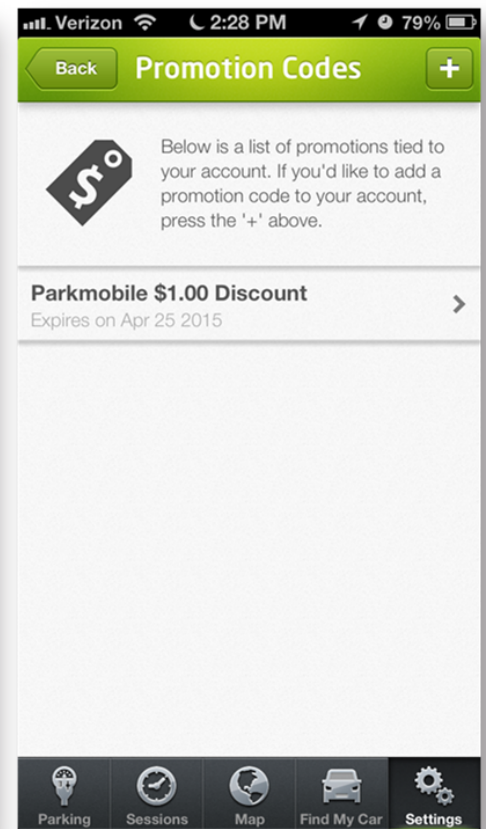 Verizon 2:28 PM 79%
Back Promotion Codes +
Below is a list of promotions tied to
your account. If you'd like to add a
promotion code to your account,
press the '+' above.
Parkmobile $1.00 Discount
Expires on Apr 25 2015
Parking Sessions Map Find My Car Settings